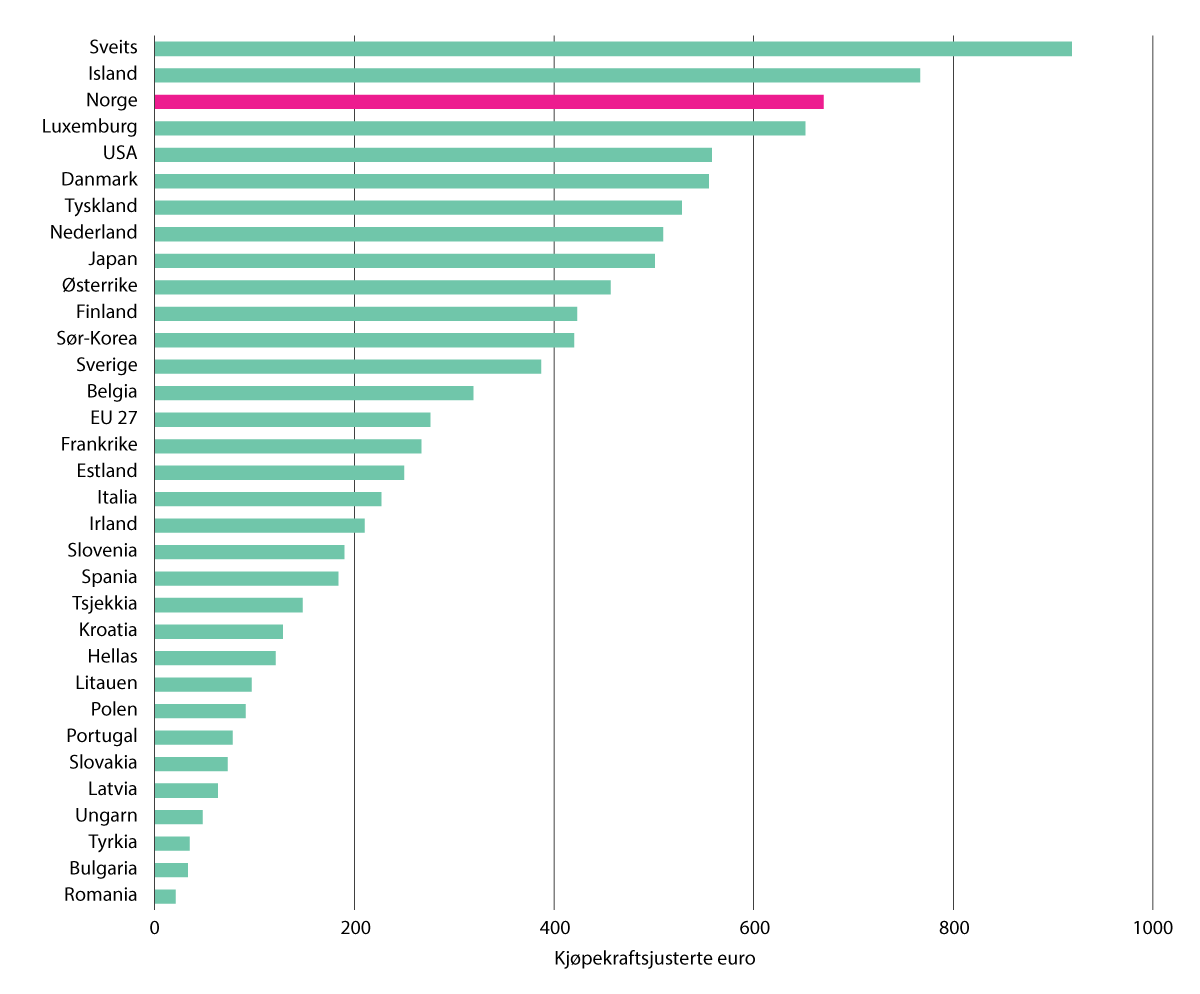 Sveits
Island
Norge
Luxemburg
USA
Danmark
Tyskland
Nederland
Japan
Østerrike
Finland
Sør-Korea
Sverige
Belgia
EU 27
Frankrike
Estland
Italia
Irland
Slovenia
Spania
Tsjekkia
Kroatia
Hellas
Litauen
Polen
Portugal
Slovakia
Latvia
Ungarn
Tyrkia
Bulgaria
Romania
0 200 400 600 800 1000
Kjøpekraftsjusterte euro